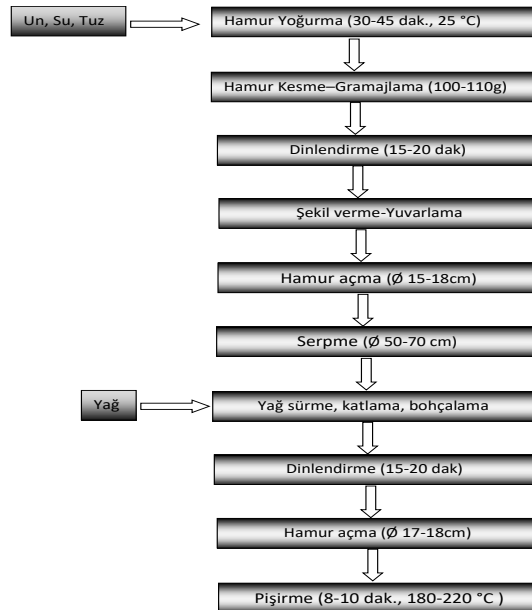 Un, Su, Tuz
Hamur Yoğurma (30-45 dak., 25 °C)
Hamur Kesme–Gramajlama (100-110g)
Dinlendirme (15-20 dak)
Şekil verme-Yuvarlama
Hamur açma (Ø 15-18cm)
Serpme (Ø 50-70 cm)
Yağ
Yağ sürme, katlama, bohçalama
Dinlendirme (15-20 dak)
Hamur açma (Ø 17-18cm)
Pişirme (8-10 dak., 180-220 °C )